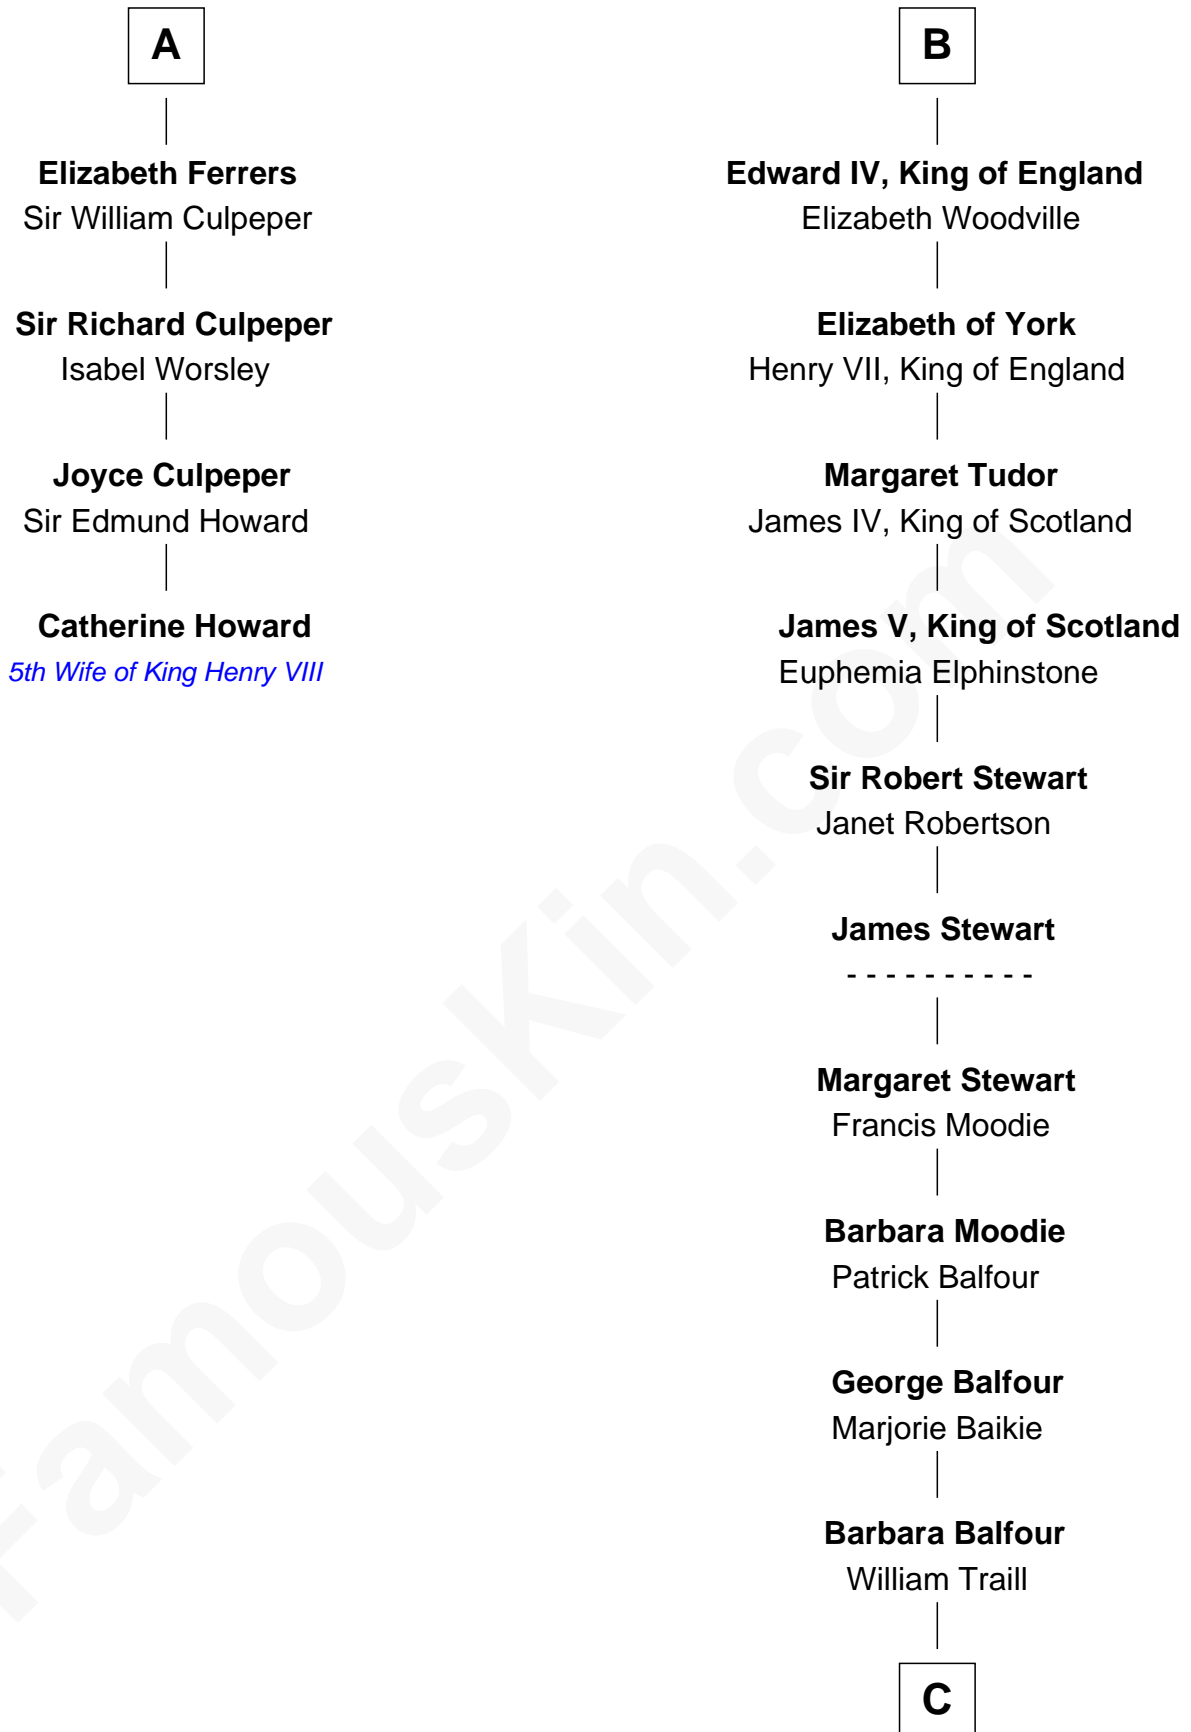 A
Elizabeth Ferrers
Sir William Culpeper
Sir Richard Culpeper
Isabel Worsley
Joyce Culpeper
Sir Edmund Howard
Catherine Howard
5th Wife of King Henry VIII
B
Edward IV, King of England
Elizabeth Woodville
Elizabeth of York
Henry VII, King of England
Margaret Tudor
James IV, King of Scotland
James V, King of Scotland
Euphemia Elphinstone
Sir Robert Stewart
Janet Robertson
James Stewart
- - - - - - - - - -
Margaret Stewart
Francis Moodie
Barbara Moodie
Patrick Balfour
George Balfour
Marjorie Baikie
Barbara Balfour
William Traill
C
FamousKin.com